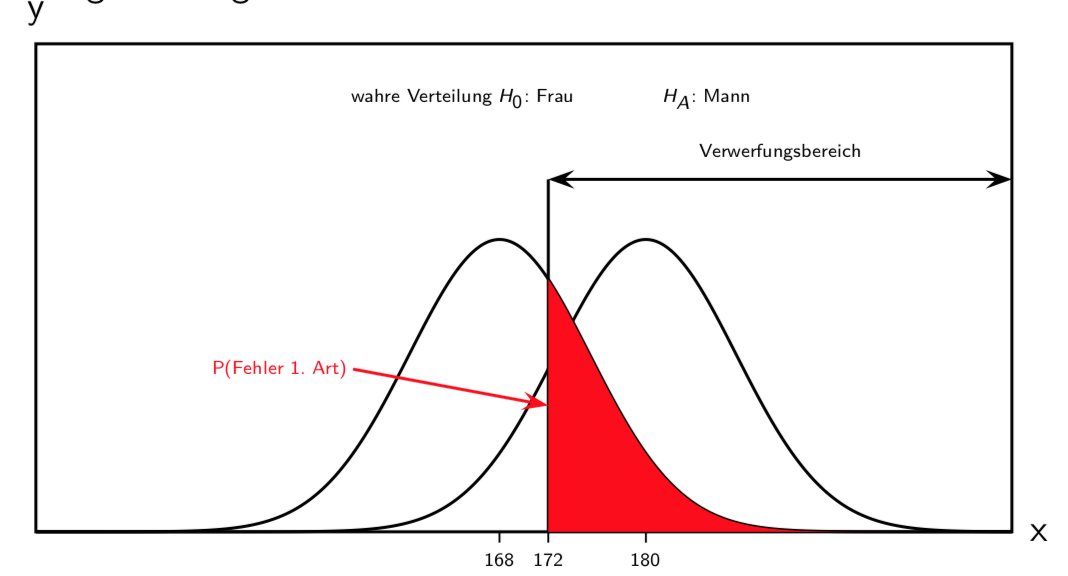 y
wahre Verteilung H0: Frau
HA: Mann
Verwerfungsbereich
P(Fehler 1. Art)
x
168 172 180